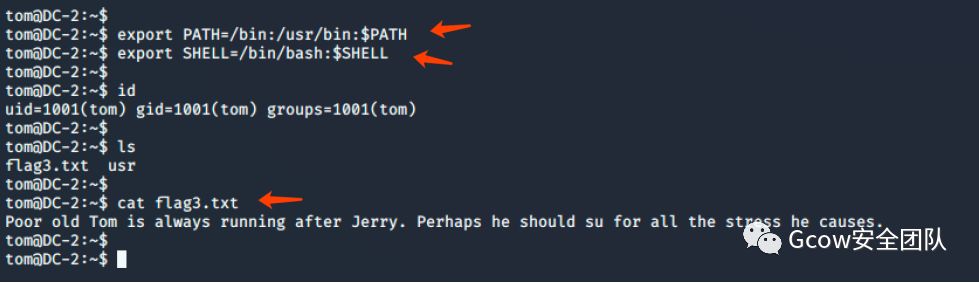 tom@DC-2:~$
tom@DC-2:~$ export PATH=/bin:/usr/bin:$PATH
tom@DC-2:~$ export SHELL=/bin/bash:$SHELL
tom@DC-2:~$
tom@DC-2:~$ id
uid=1001(tom) gid=1001(tom) groups=1001(tom)
tom@DC-2:~$
tom@DC-2:~$ ls
flag3.txt  usr
tom@DC-2:~$
tom@DC-2:~$ cat flag3.txt
Poor old Tom is always running after Jerry. Perhaps he should su for all the stress he causes.
tom@DC-2:~$
tom@DC-2:~$
Gcow安全团队